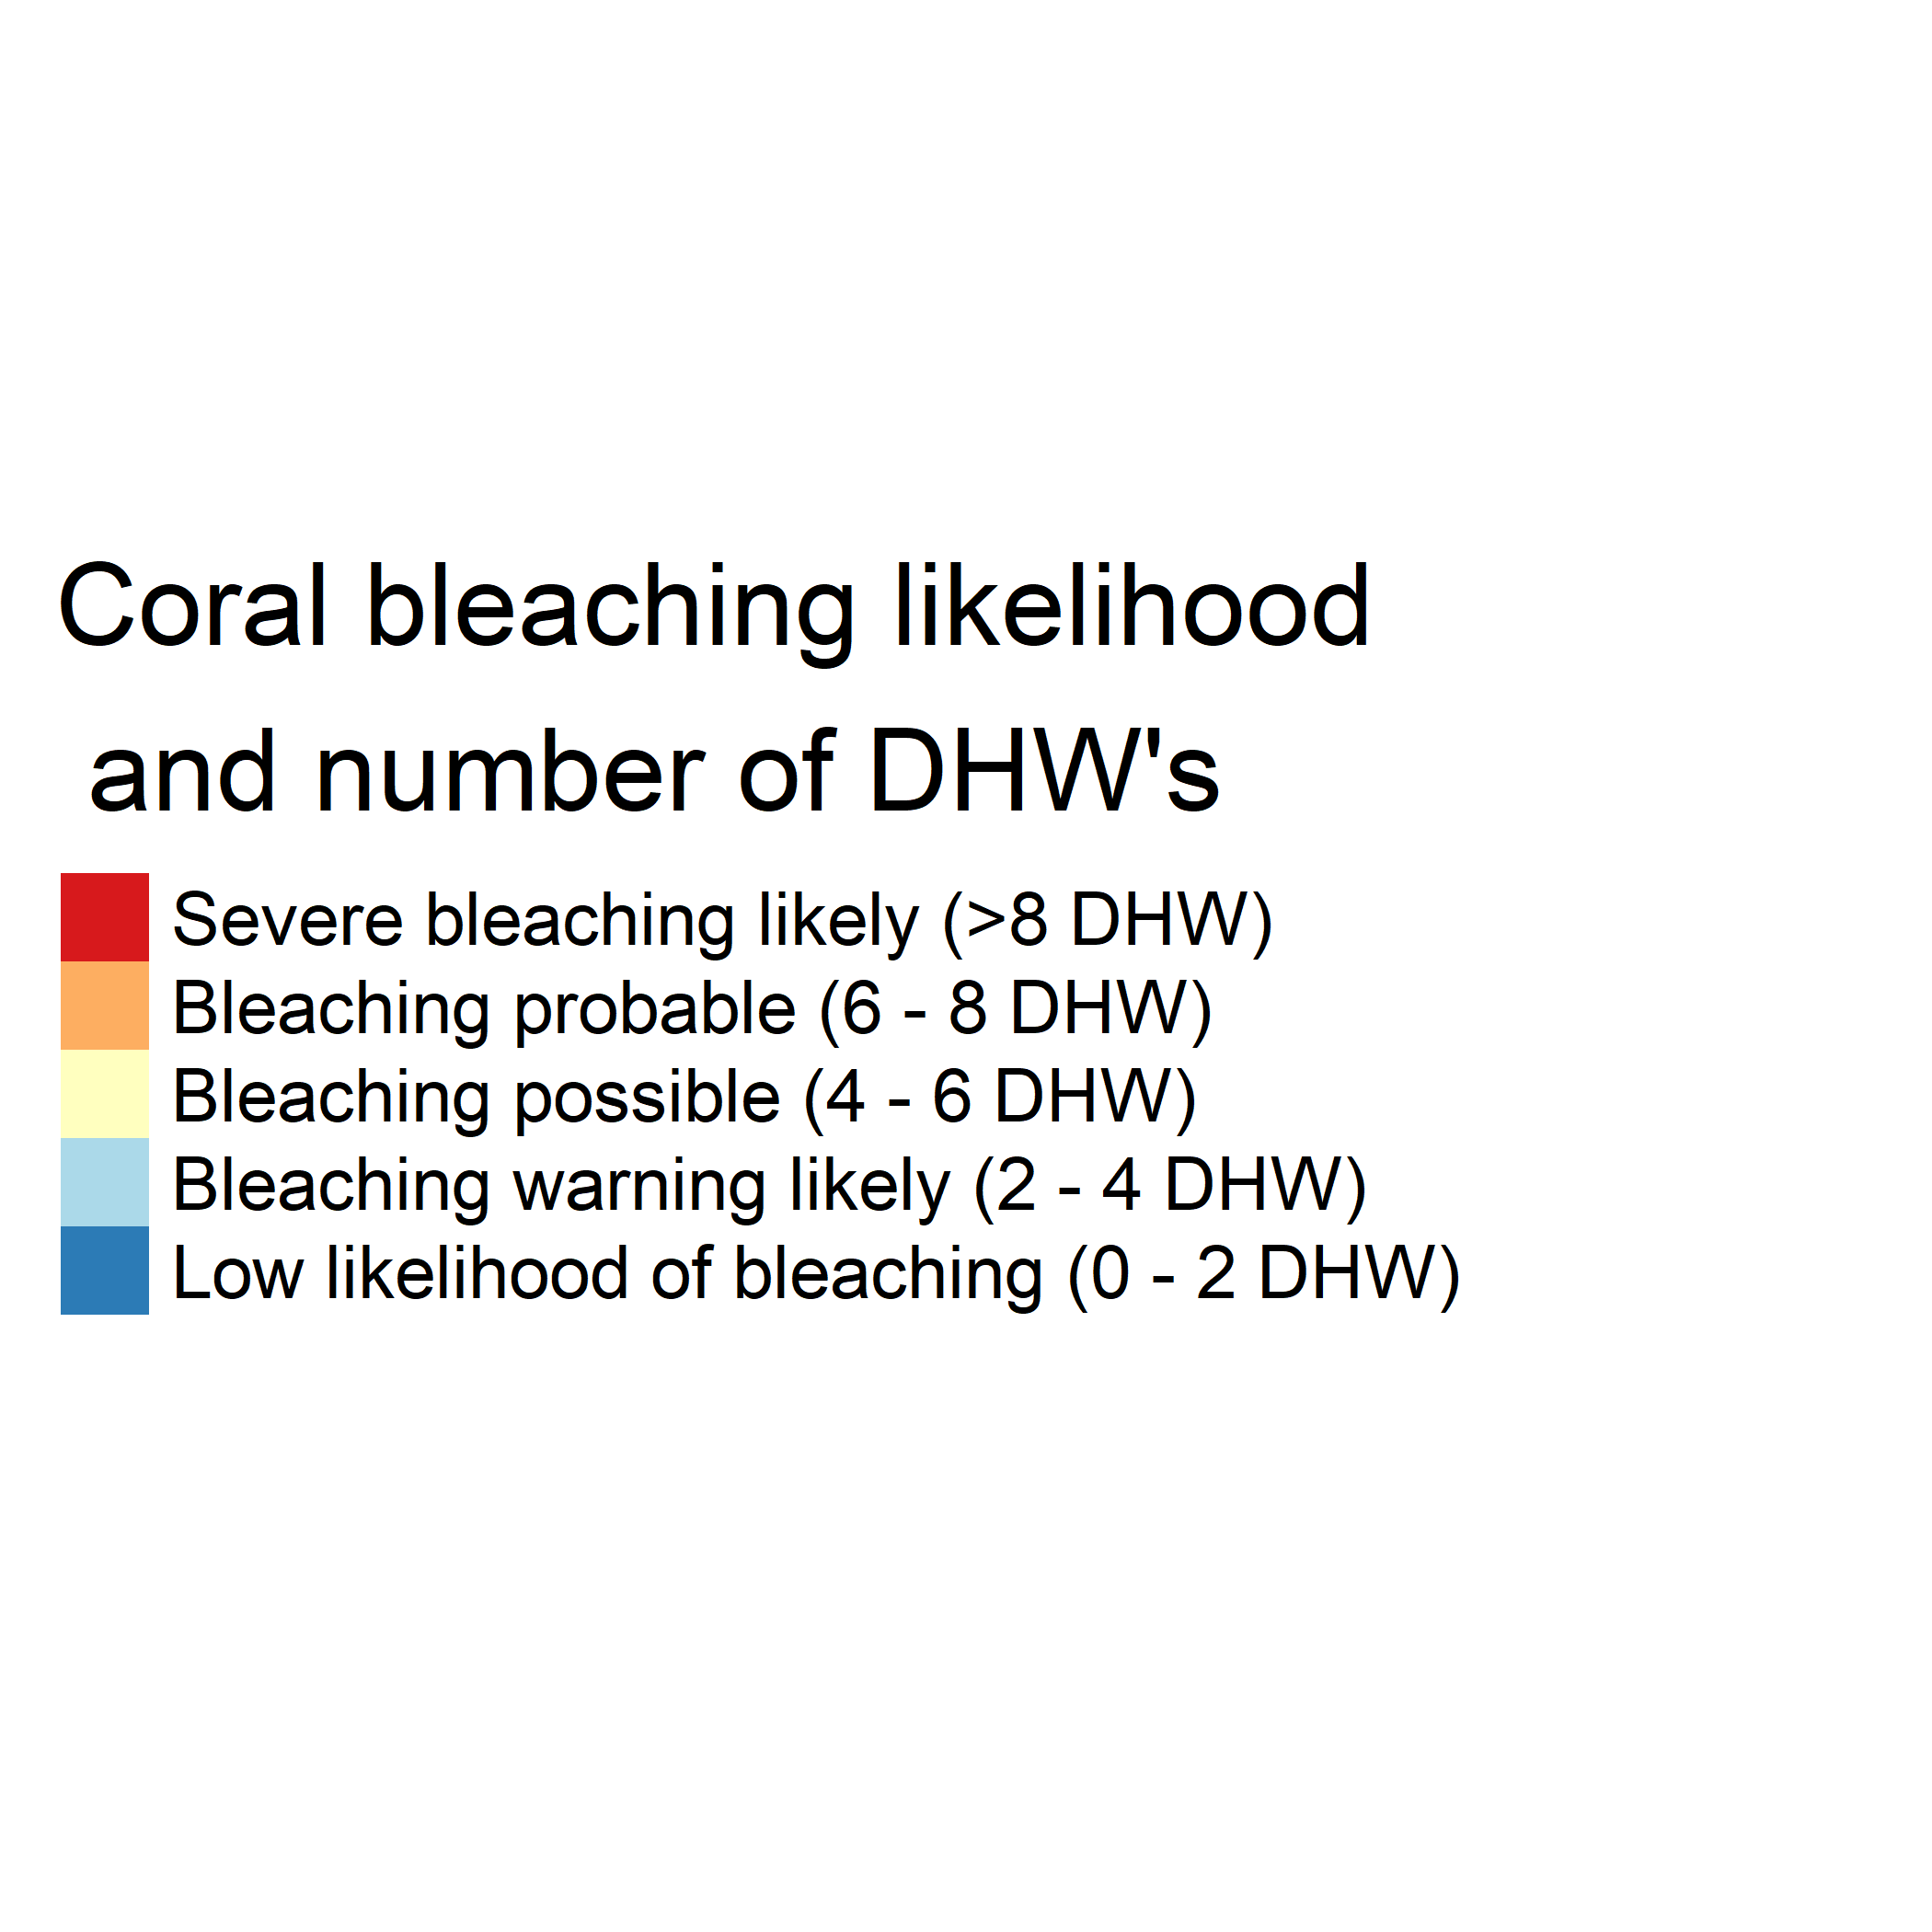 Coral bleaching likelihood
and number of DHW's
Severe bleaching likely (>8 DHW)
Bleaching probable (6 - 8 DHW)
Bleaching possible (4 - 6 DHW)
Bleaching warning likely (2 - 4 DHW)
Low likelihood of bleaching (0 - 2 DHW)